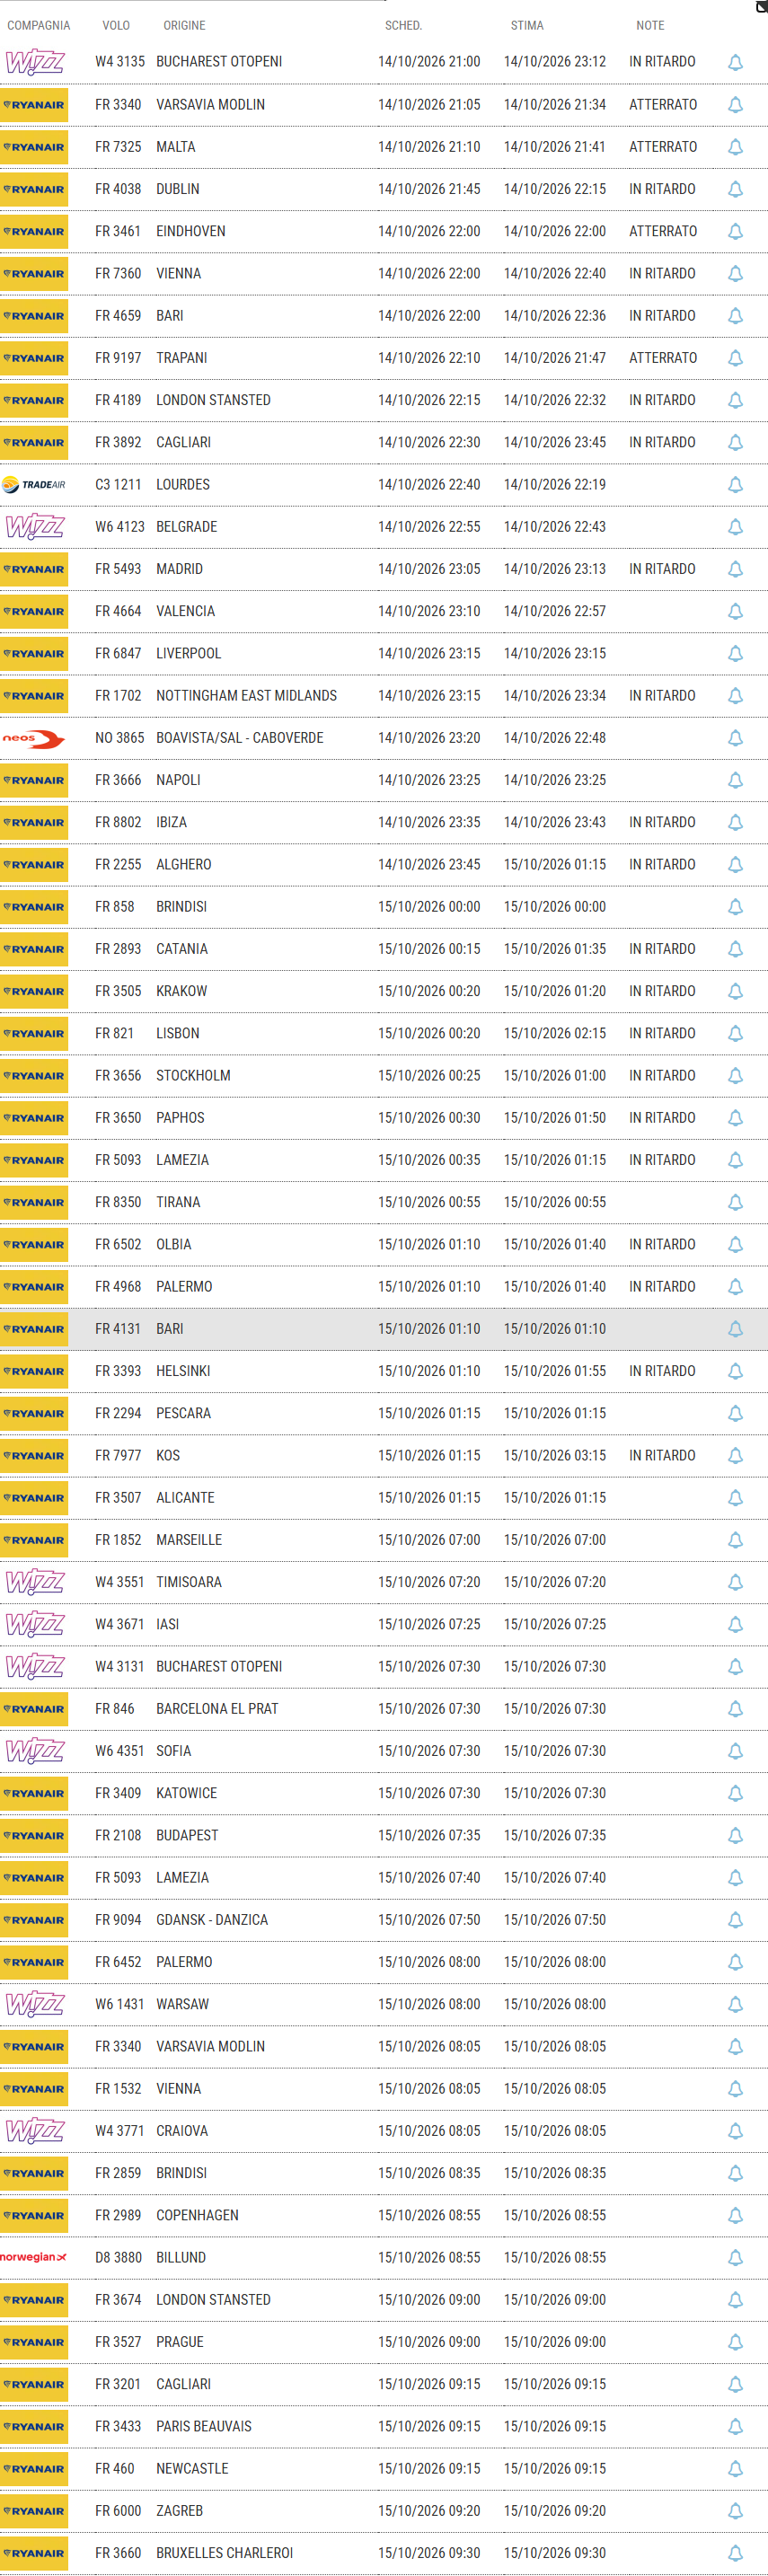 COMPAGNIA VOLO ORIGINE SCHED. STIMA NOTE
WIZZ W4 3135 BUCHAREST OTOPENI 14/10/2026 21:00 14/10/2026 23:12 IN RITARDO
RYANAIR FR 3340 VARSAVIA MODLIN 14/10/2026 21:05 14/10/2026 21:34 ATTERRATO
RYANAIR FR 7325 MALTA 14/10/2026 21:10 14/10/2026 21:41 ATTERRATO
RYANAIR FR 4038 DUBLIN 14/10/2026 21:45 14/10/2026 22:15 IN RITARDO
RYANAIR FR 3461 EINDHOVEN 14/10/2026 22:00 14/10/2026 22:00 ATTERRATO
RYANAIR FR 7360 VIENNA 14/10/2026 22:00 14/10/2026 22:40 IN RITARDO
RYANAIR FR 4659 BARI 14/10/2026 22:00 14/10/2026 22:36 IN RITARDO
RYANAIR FR 9197 TRAPANI 14/10/2026 22:10 14/10/2026 21:47 ATTERRATO
RYANAIR FR 4189 LONDON STANSTED 14/10/2026 22:15 14/10/2026 22:32 IN RITARDO
RYANAIR FR 3892 CAGLIARI 14/10/2026 22:30 14/10/2026 23:45 IN RITARDO
TRADEAIR C3 1211 LOURDES 14/10/2026 22:40 14/10/2026 22:19
WIZZ W6 4123 BELGRADE 14/10/2026 22:55 14/10/2026 22:43
RYANAIR FR 5493 MADRID 14/10/2026 23:05 14/10/2026 23:13 IN RITARDO
RYANAIR FR 4664 VALENCIA 14/10/2026 23:10 14/10/2026 22:57
RYANAIR FR 6847 LIVERPOOL 14/10/2026 23:15 14/10/2026 23:15
RYANAIR FR 1702 NOTTINGHAM EAST MIDLANDS 14/10/2026 23:15 14/10/2026 23:34 IN RITARDO
neos NO 3865 BOAVISTA/SAL - CABOVERDE 14/10/2026 23:20 14/10/2026 22:48
RYANAIR FR 3666 NAPOLI 14/10/2026 23:25 14/10/2026 23:25
RYANAIR FR 8802 IBIZA 14/10/2026 23:35 14/10/2026 23:43 IN RITARDO
RYANAIR FR 2255 ALGHERO 14/10/2026 23:45 15/10/2026 01:15 IN RITARDO
RYANAIR FR 858 BRINDISI 15/10/2026 00:00 15/10/2026 00:00
RYANAIR FR 2893 CATANIA 15/10/2026 00:15 15/10/2026 01:35 IN RITARDO
RYANAIR FR 3505 KRAKOW 15/10/2026 00:20 15/10/2026 01:20 IN RITARDO
RYANAIR FR 821 LISBON 15/10/2026 00:20 15/10/2026 02:15 IN RITARDO
RYANAIR FR 3656 STOCKHOLM 15/10/2026 00:25 15/10/2026 01:00 IN RITARDO
RYANAIR FR 3650 PAPHOS 15/10/2026 00:30 15/10/2026 01:50 IN RITARDO
RYANAIR FR 5093 LAMEZIA 15/10/2026 00:35 15/10/2026 01:15 IN RITARDO
RYANAIR FR 8350 TIRANA 15/10/2026 00:55 15/10/2026 00:55
RYANAIR FR 6502 OLBIA 15/10/2026 01:10 15/10/2026 01:40 IN RITARDO
RYANAIR FR 4968 PALERMO 15/10/2026 01:10 15/10/2026 01:40 IN RITARDO
RYANAIR FR 4131 BARI 15/10/2026 01:10 15/10/2026 01:10
RYANAIR FR 3393 HELSINKI 15/10/2026 01:10 15/10/2026 01:55 IN RITARDO
RYANAIR FR 2294 PESCARA 15/10/2026 01:15 15/10/2026 01:15
RYANAIR FR 7977 KOS 15/10/2026 01:15 15/10/2026 03:15 IN RITARDO
RYANAIR FR 3507 ALICANTE 15/10/2026 01:15 15/10/2026 01:15
RYANAIR FR 1852 MARSEILLE 15/10/2026 07:00 15/10/2026 07:00
WIZZ W4 3551 TIMISOARA 15/10/2026 07:20 15/10/2026 07:20
WIZZ W4 3671 IASI 15/10/2026 07:25 15/10/2026 07:25
WIZZ W4 3131 BUCHAREST OTOPENI 15/10/2026 07:30 15/10/2026 07:30
RYANAIR FR 846 BARCELONA EL PRAT 15/10/2026 07:30 15/10/2026 07:30
WIZZ W6 4351 SOFIA 15/10/2026 07:30 15/10/2026 07:30
RYANAIR FR 3409 KATOWICE 15/10/2026 07:30 15/10/2026 07:30
RYANAIR FR 2108 BUDAPEST 15/10/2026 07:35 15/10/2026 07:35
RYANAIR FR 5093 LAMEZIA 15/10/2026 07:40 15/10/2026 07:40
RYANAIR FR 9094 GDANSK - DANZICA 15/10/2026 07:50 15/10/2026 07:50
RYANAIR FR 6452 PALERMO 15/10/2026 08:00 15/10/2026 08:00
WIZZ W6 1431 WARSAW 15/10/2026 08:00 15/10/2026 08:00
RYANAIR FR 3340 VARSAVIA MODLIN 15/10/2026 08:05 15/10/2026 08:05
RYANAIR FR 1532 VIENNA 15/10/2026 08:05 15/10/2026 08:05
WIZZ W4 3771 CRAIOVA 15/10/2026 08:05 15/10/2026 08:05
RYANAIR FR 2859 BRINDISI 15/10/2026 08:35 15/10/2026 08:35
RYANAIR FR 2989 COPENHAGEN 15/10/2026 08:55 15/10/2026 08:55
norwegian D8 3880 BILLUND 15/10/2026 08:55 15/10/2026 08:55
RYANAIR FR 3674 LONDON STANSTED 15/10/2026 09:00 15/10/2026 09:00
RYANAIR FR 3527 PRAGUE 15/10/2026 09:00 15/10/2026 09:00
RYANAIR FR 3201 CAGLIARI 15/10/2026 09:15 15/10/2026 09:15
RYANAIR FR 3433 PARIS BEAUVAIS 15/10/2026 09:15 15/10/2026 09:15
RYANAIR FR 460 NEWCASTLE 15/10/2026 09:15 15/10/2026 09:15
RYANAIR FR 6000 ZAGREB 15/10/2026 09:20 15/10/2026 09:20
RYANAIR FR 3660 BRUXELLES CHARLEROI 15/10/2026 09:30 15/10/2026 09:30